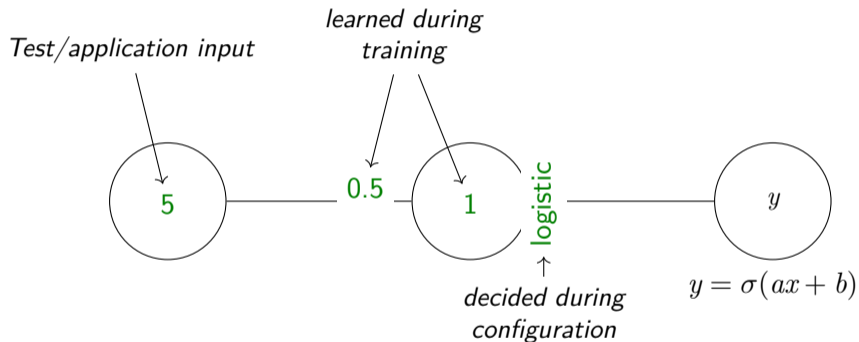 learned during
training
Test/application input
5
0.5
1
logistic
y
decided during
configuration
y = σ(ax + b)